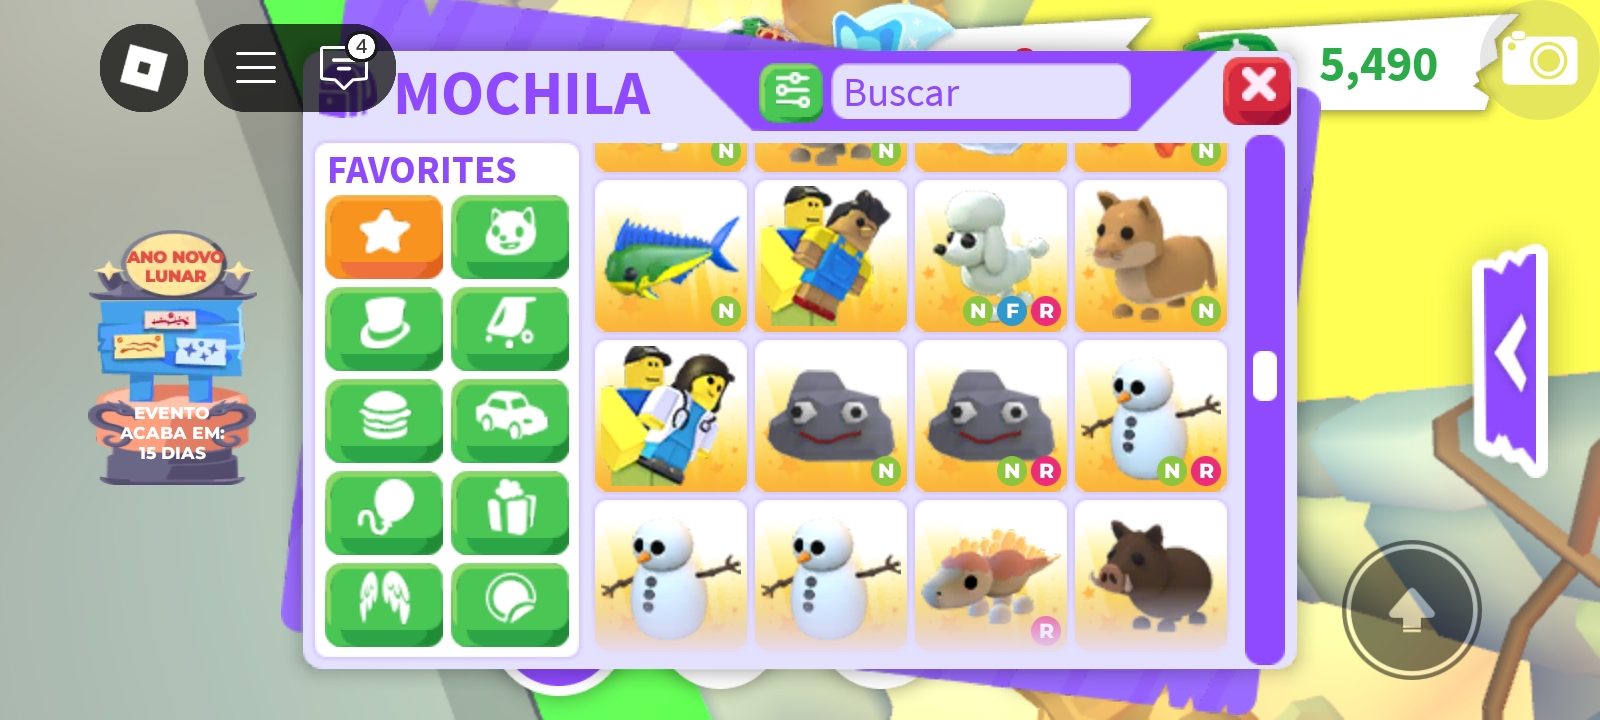 4
MOCHILA
Buscar
5,490
FAVORITES
N
N
N
N
N F R
N
N
N R
N R
R
ANO NOVO
LUNAR
EVENTO
ACABA EM:
15 DIAS